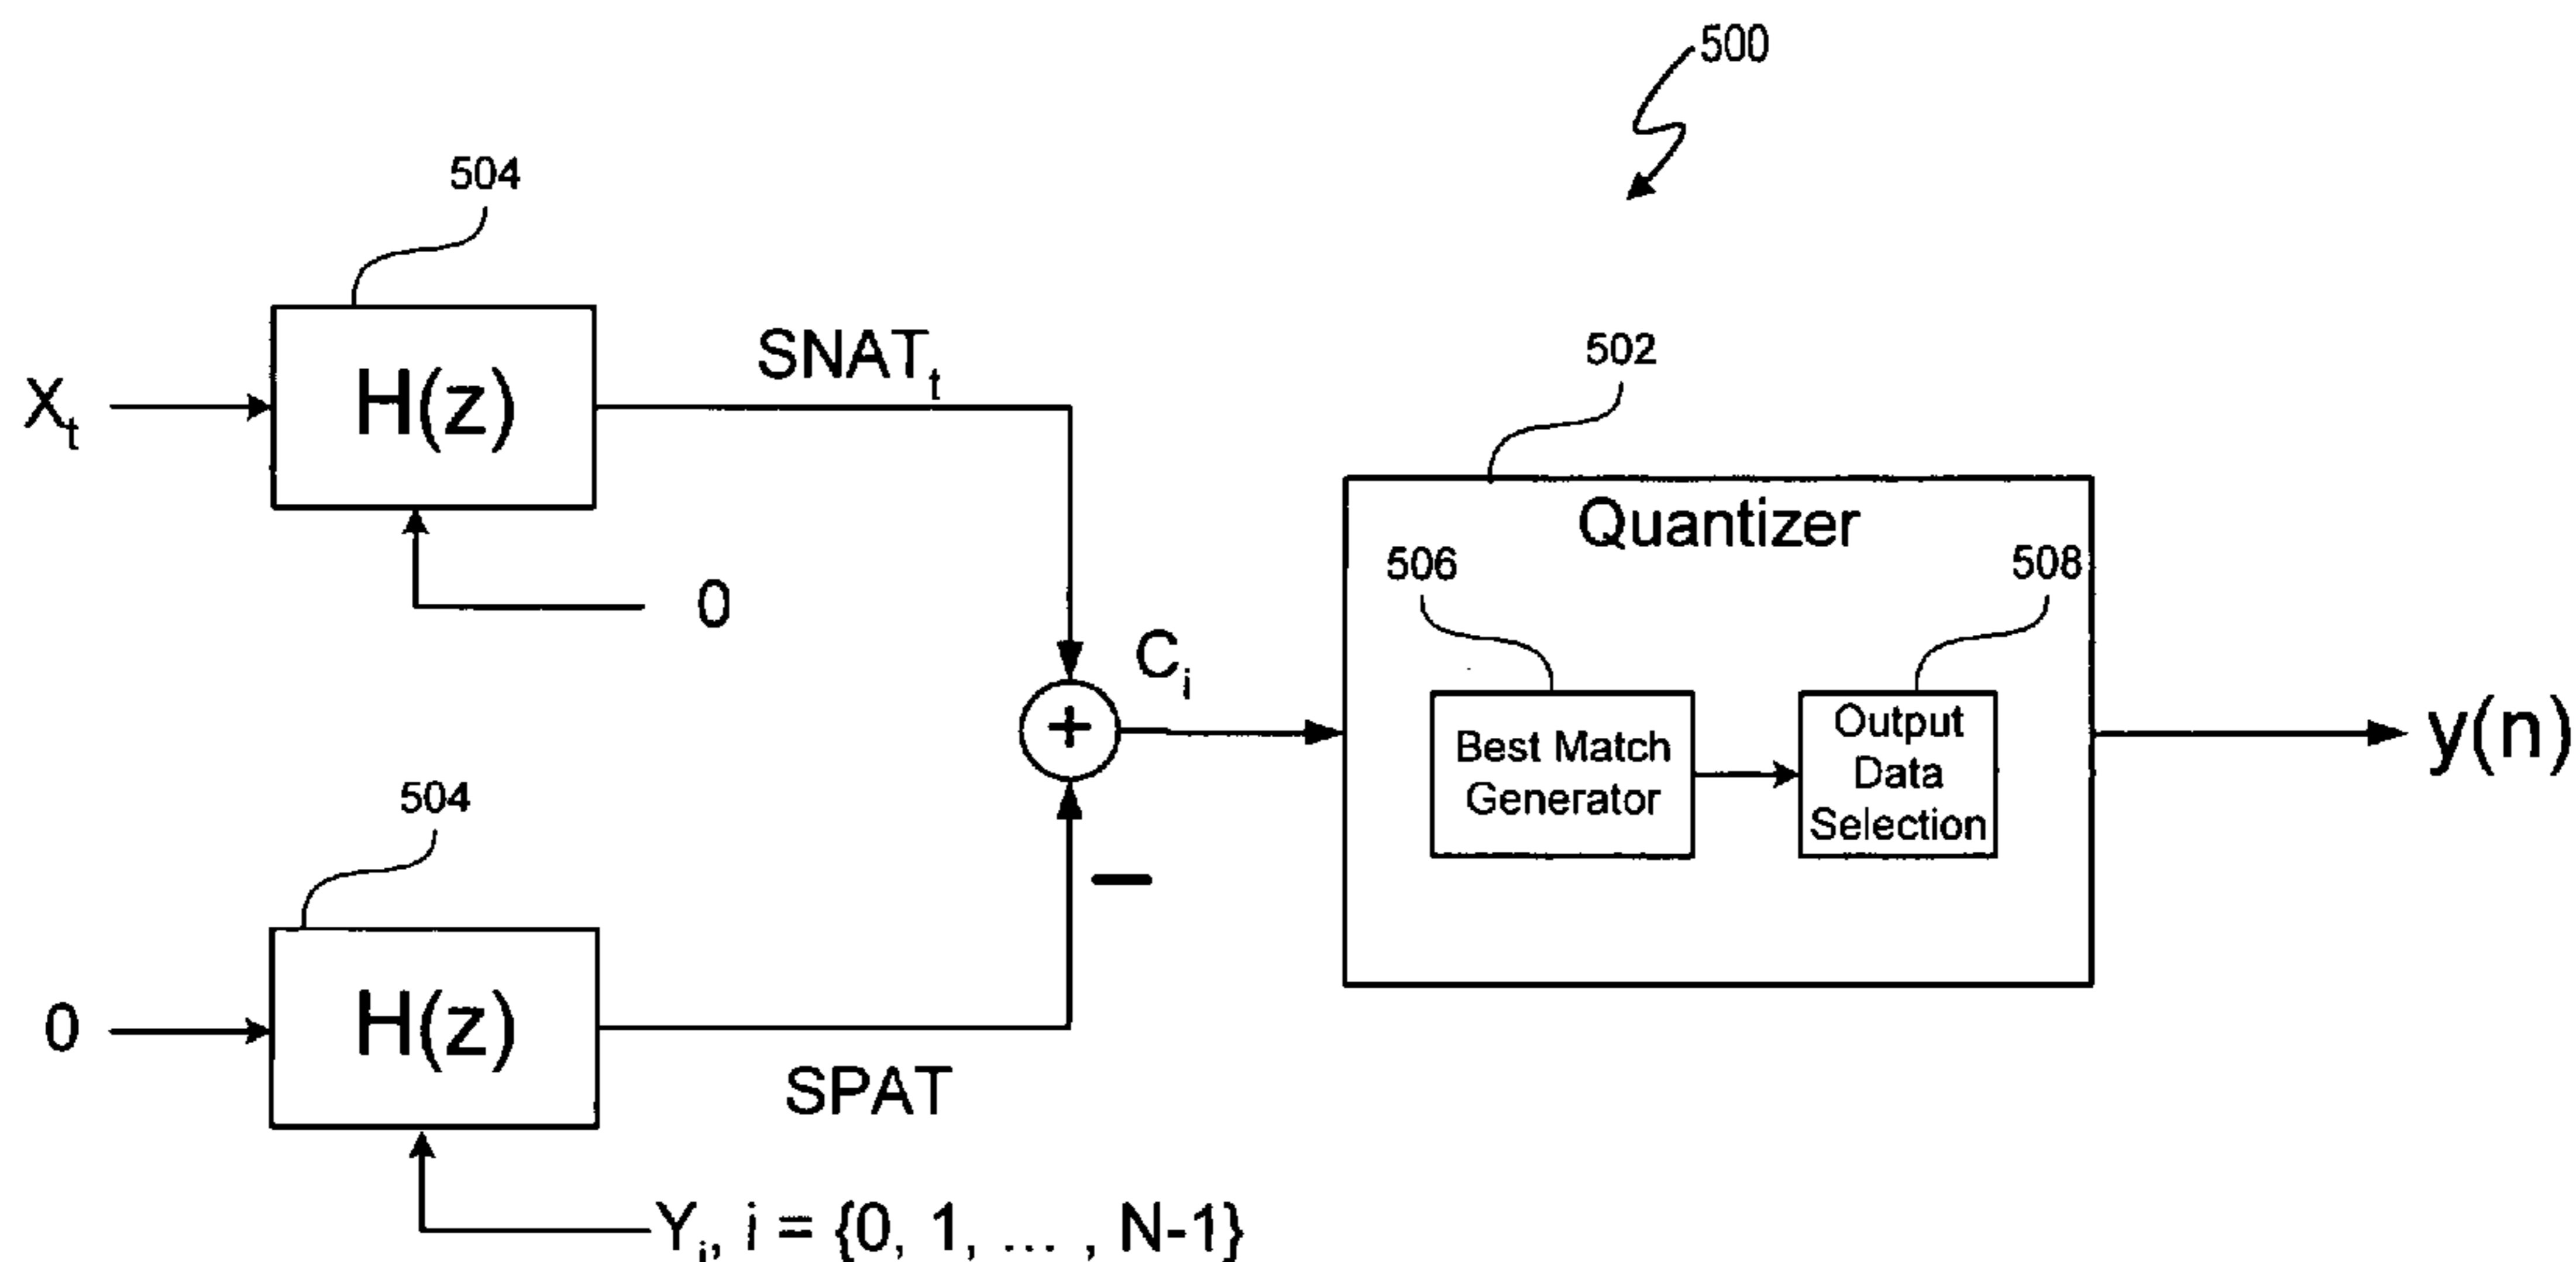 500
504
SNATₜ
Xₜ
H(z)
0
502
Quantizer
506
508
Cᵢ
Best Match
Generator
Output
Data
Selection
y(n)
504
0
H(z)
SPAT
Yᵢ, i = {0, 1, ... , N-1}
+
−